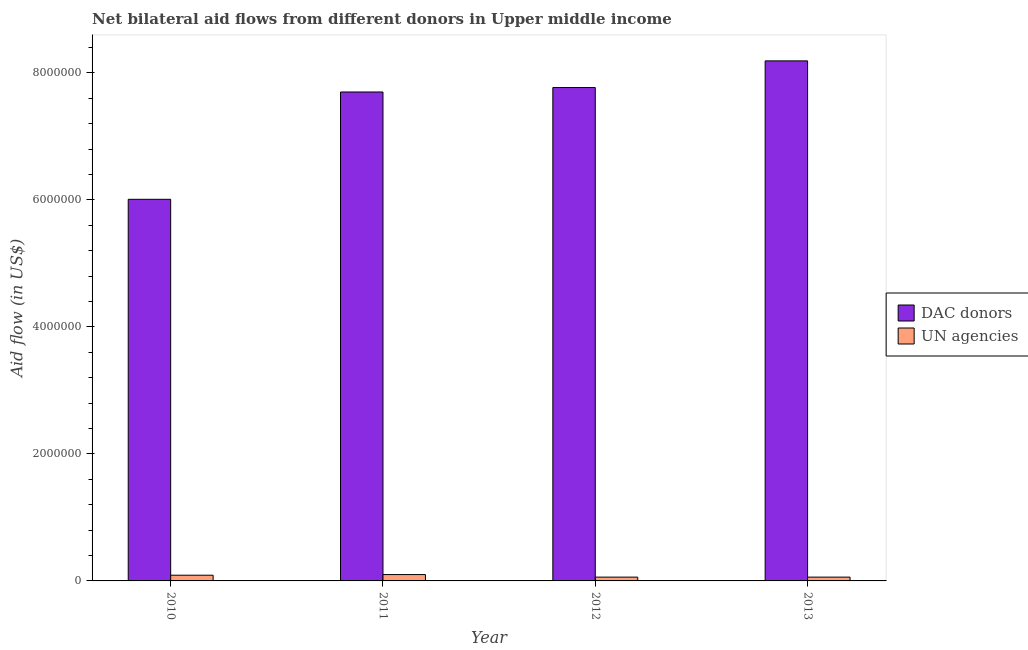 Net bilateral aid flows from different donors in Upper middle income
Aid flow (in US$)
8000000
6000000
4000000
2000000
0
2010
2011
2012
2013
Year
DAC donors
UN agencies